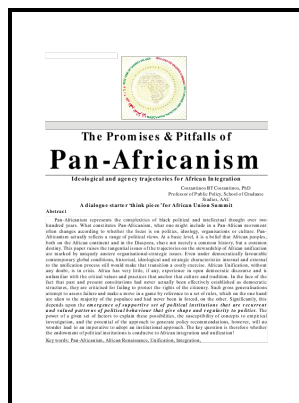 The Promises & Pitfalls of
Pan-Africanism
Ideological and agency trajectories for African Integration
Costantinos BT Costantinos, PhD
Professor of Public Policy, School of Graduate
Studies, AAU
A dialogue starter 'think piece' for African Union Summit
Abstract
Pan-Africanism represents the complexities of black political and intellectual thought over two
hundred years. What constitutes Pan-Africanism, what one might include in a Pan-African movement
often changes according to whether the focus is on politics, ideology, organisations or culture. Pan-
Africanism actually reflects a range of political views. At a basic level, it is a belief that African peoples,
both on the African continent and in the Diaspora, share not merely a common history, but a common
destiny. This paper raises the tangential issues of the trajectories on the stewardship of African unification
are marked by uniquely austere organisational-strategic issues. Even under democratically favourable
contemporary global conditions, historical, ideological and strategic characteristics internal and external
to the unification process still would make that transition a costly exercise. African Unification, without
any doubt, is in crisis. Africa has very little, if any, experience in open democratic discourse and is
unfamiliar with the critical values and practices that anchor that culture and tradition. In the face of the
fact that past and present constitutions had never actually been effectively established as democratic
structures, they are criticised for failing to protect the rights of the citizenry. Such gross generalisations
attempt to assess failure and make a move in a game by reference to a set of rules, which on the one hand
are alien to the majority of the populace and had never been in forced, on the other. Significantly, this
depends upon the emergence of supportive set of political institutions that are recurrent
and valued patterns of political behaviour that give shape and regularity to politics. The
power of a great set of factors to explain these possibilities, the susceptibility of concepts to empirical
investigation, and the potential of the approach to generate policy recommendations, however, will no
wonder lead to an imperative to adopt an institutional approach. The key question is therefore whether
the endowment of political institutions is conducive to African integration and unification!
Key words: Pan-Africanism, African Renaissance, Unification, Integration,